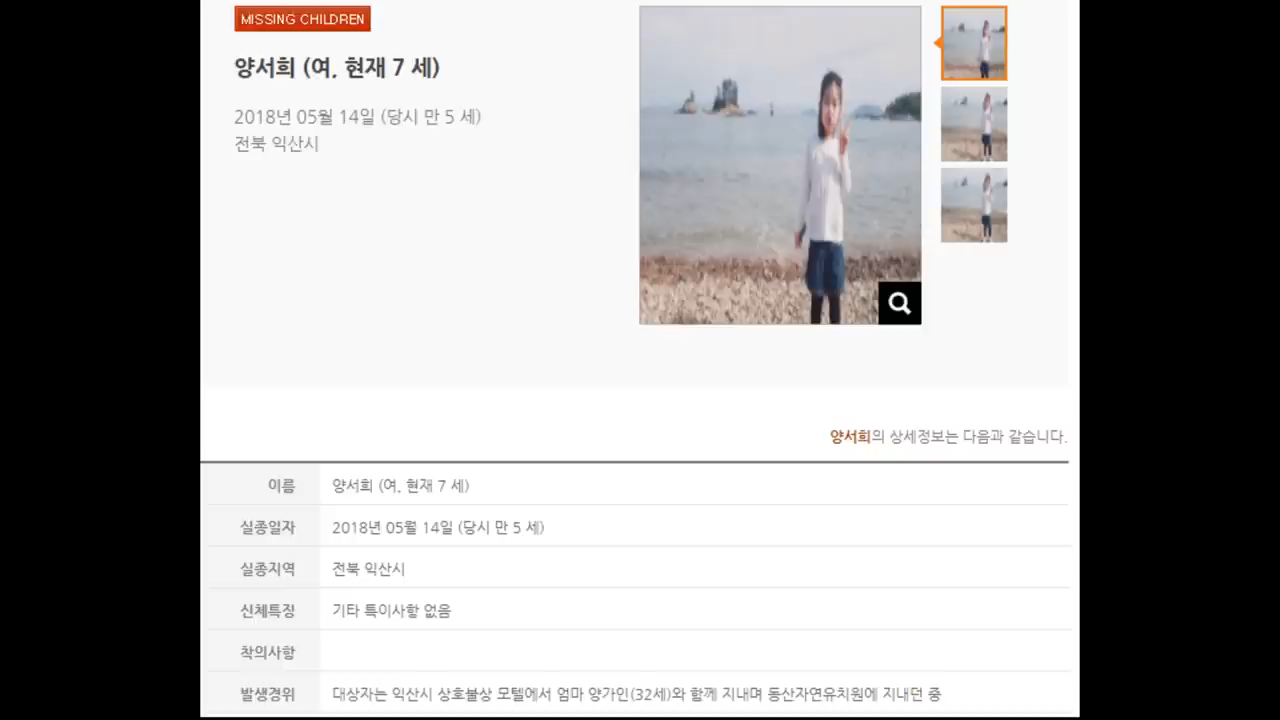 MISSING CHILDREN
양서희 (여, 현재 7 세)
2018년 05월 14일 (당시 만 5 세)
전북 익산시
양서희의 상세정보는 다음과 같습니다.
이름 양서희 (여, 현재 7 세)
실종일자 2018년 05월 14일 (당시 만 5 세)
실종지역 전북 익산시
신체특징 기타 특이사항 없음
착의사항
발생경위 대상자는 익산시 상호불상 모텔에서 엄마 양가인(32세)와 함께 지내며 동산자연유치원에 지내던 중